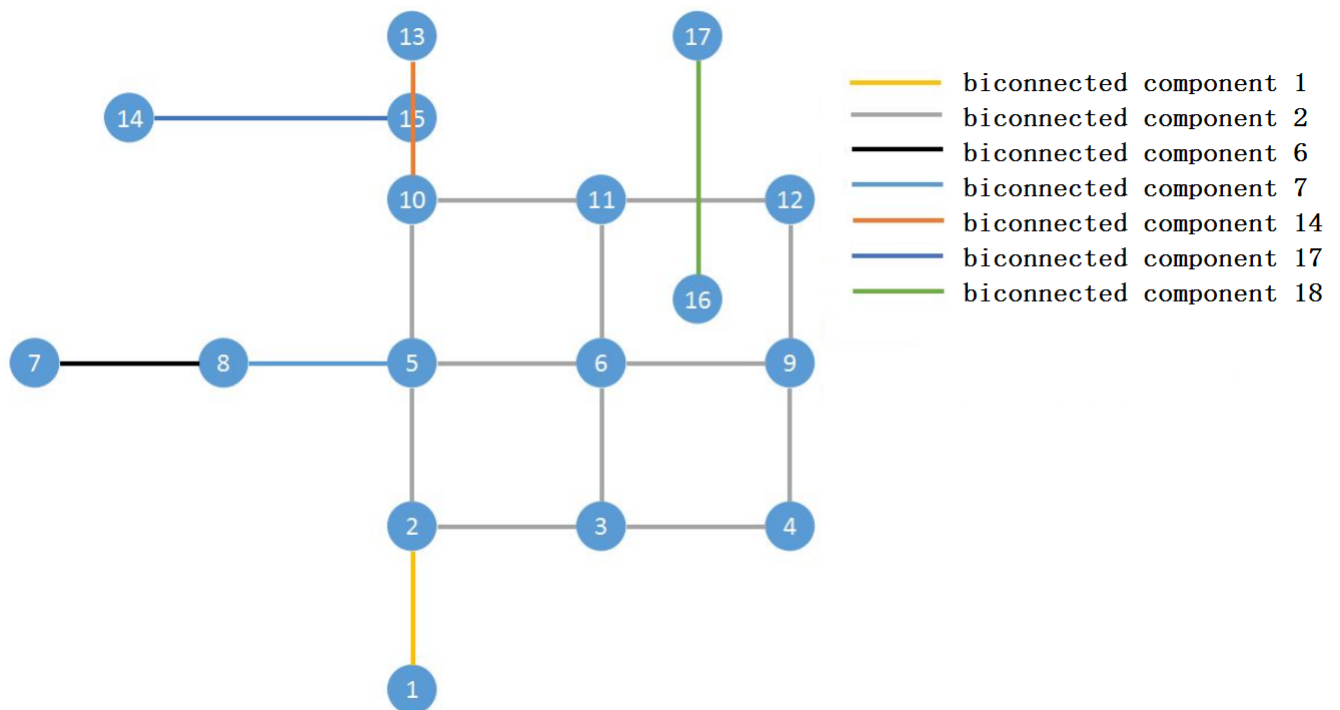 13
17
14
15
10
11
12
16
7
8
5
6
9
2
3
4
1
biconnected component 1
biconnected component 2
biconnected component 6
biconnected component 7
biconnected component 14
biconnected component 17
biconnected component 18